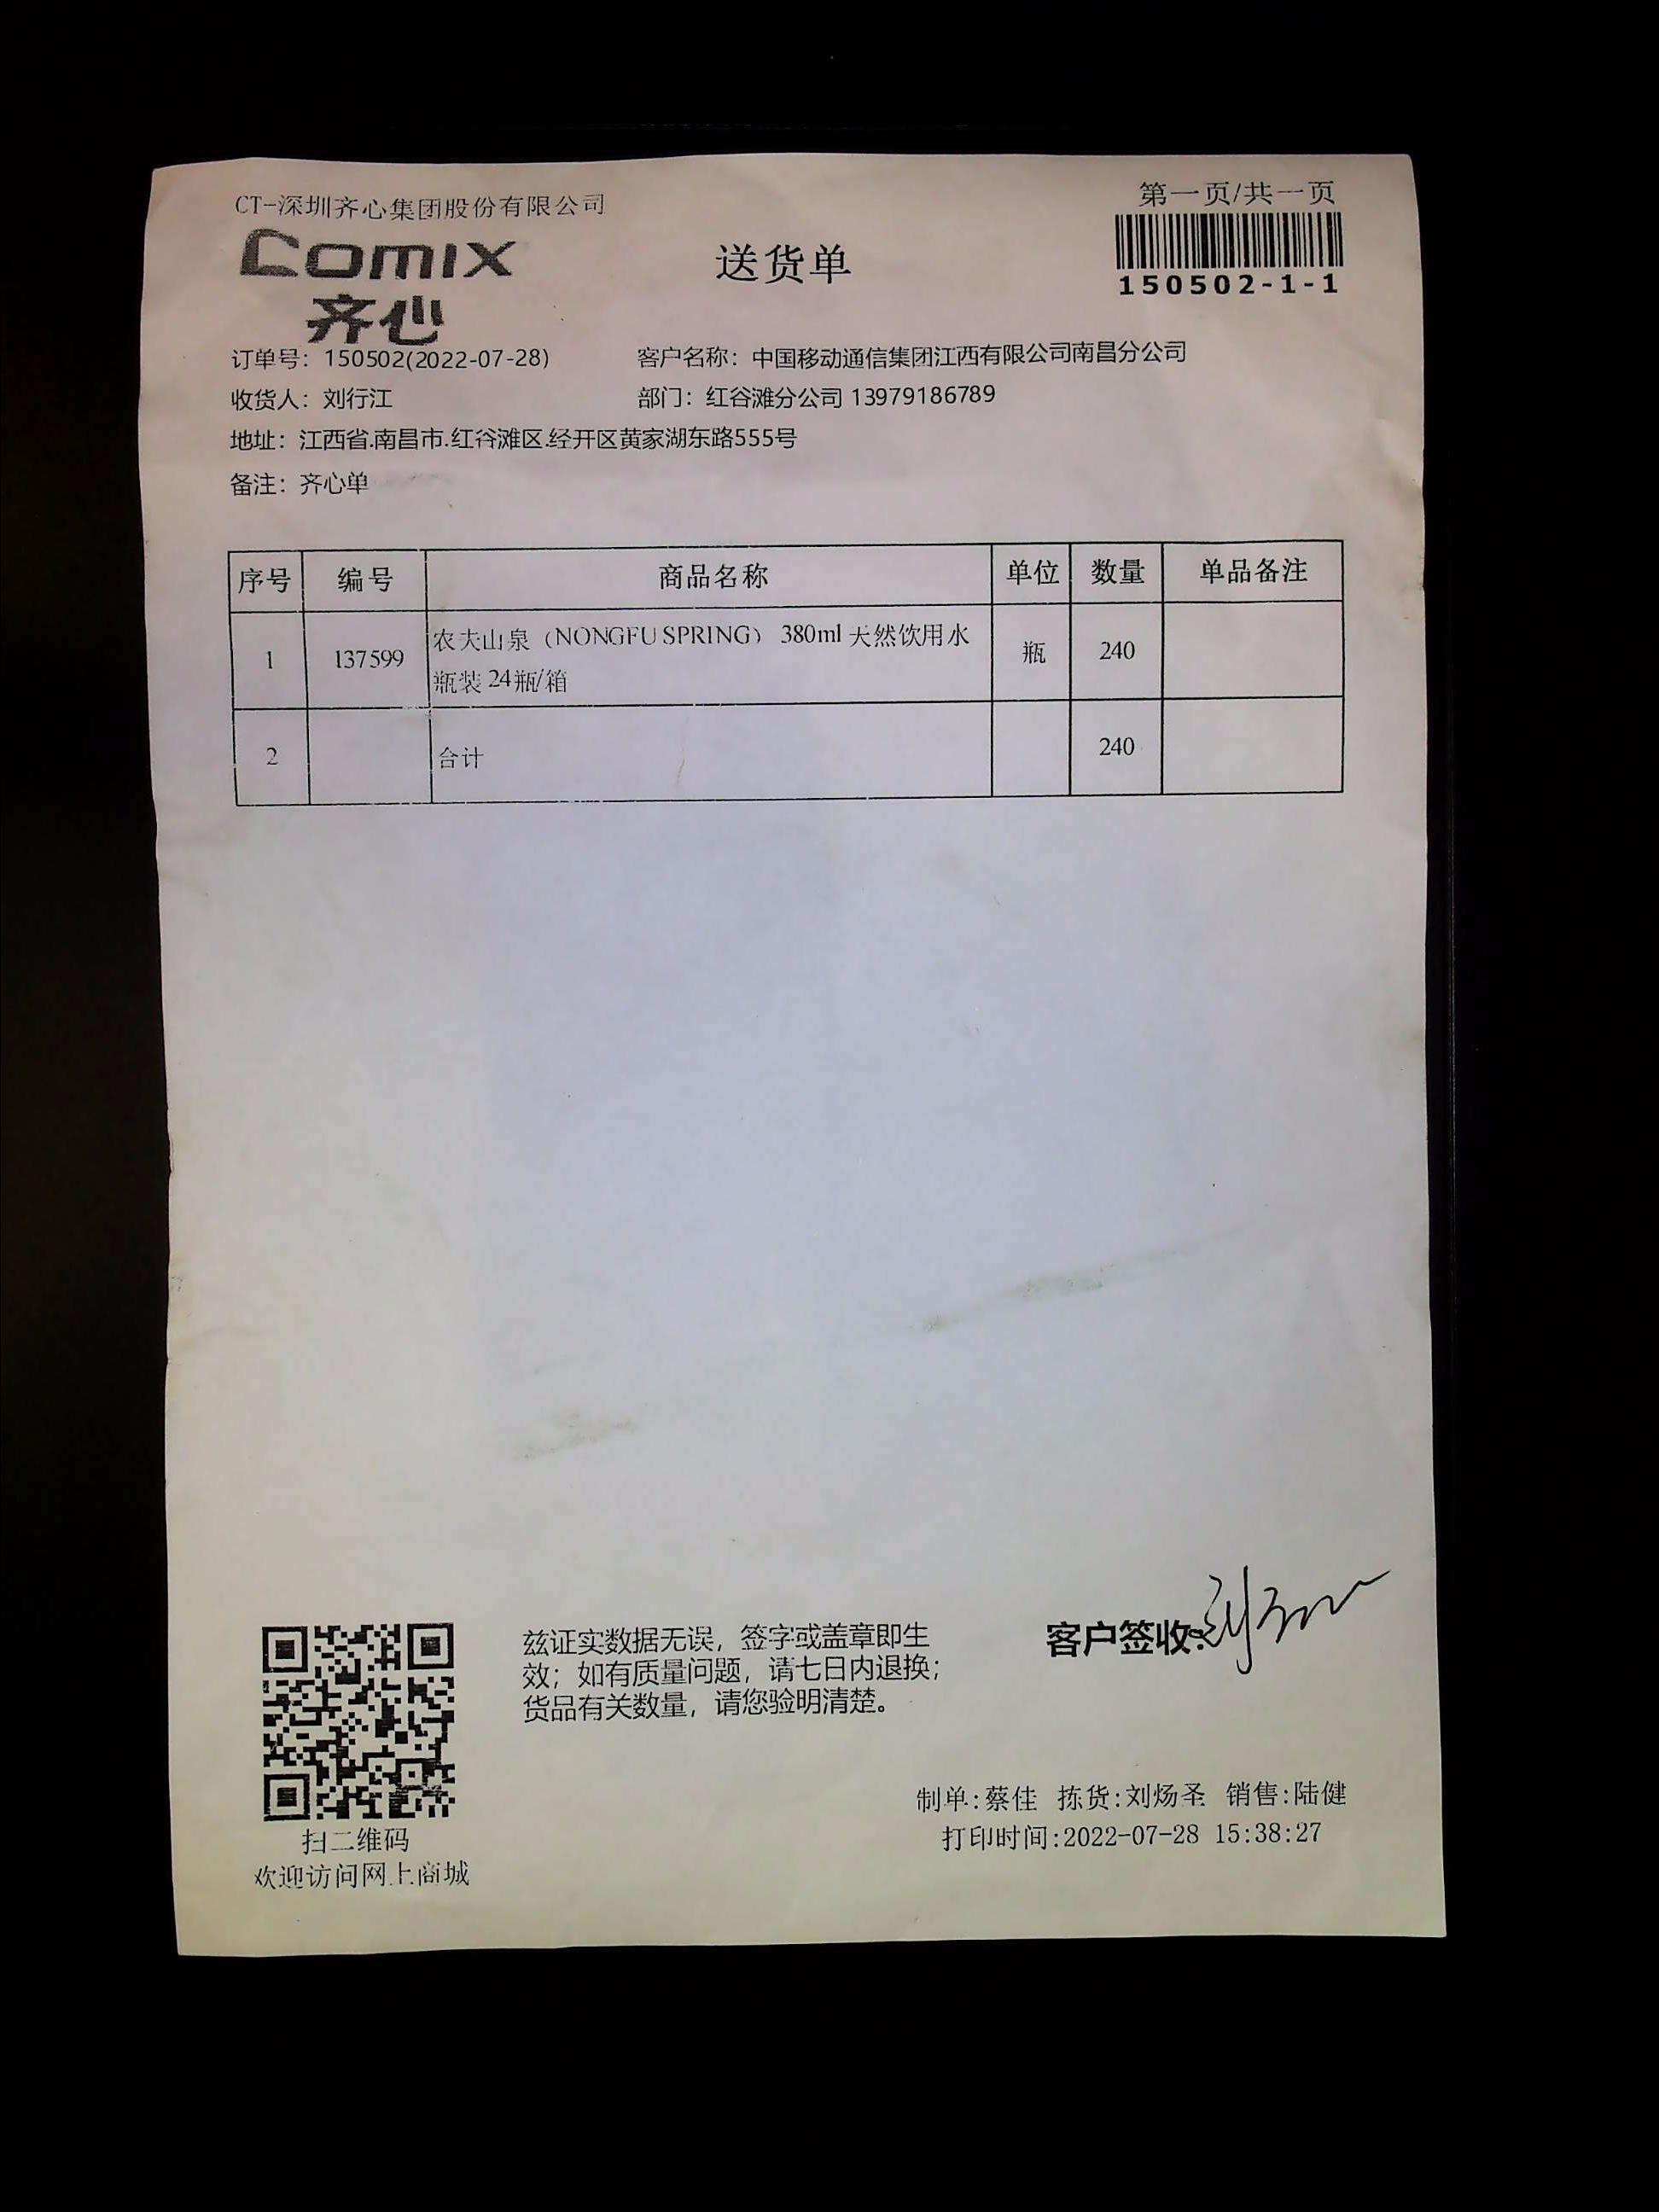 CT-深圳齐心集团股份有限公司
第一页/共一页
Comix
齐心
送货单
150502-1-1
订单号：150502(2022-07-28)
客户名称：中国移动通信集团江西有限公司南昌分公司
收货人：刘行江
部门：红谷滩分公司 13979186789
地址：江西省.南昌市.红谷滩区.经开区黄家湖东路555号
备注：齐心单
序号 编号 商品名称 单位 数量 单品备注
1 137599 农夫山泉（NONGFU SPRING） 380ml 天然饮用水 瓶 240
瓶装 24瓶/箱
2 合计 240
兹证实数据无误，签字或盖章即生
效；如有质量问题，请七日内退换；
货品有关数量，请您验明清楚。
客户签收:
制单:蔡佳 拣货:刘炀圣 销售:陆健
打印时间:2022-07-28 15:38:27
扫二维码
欢迎访问网上商城